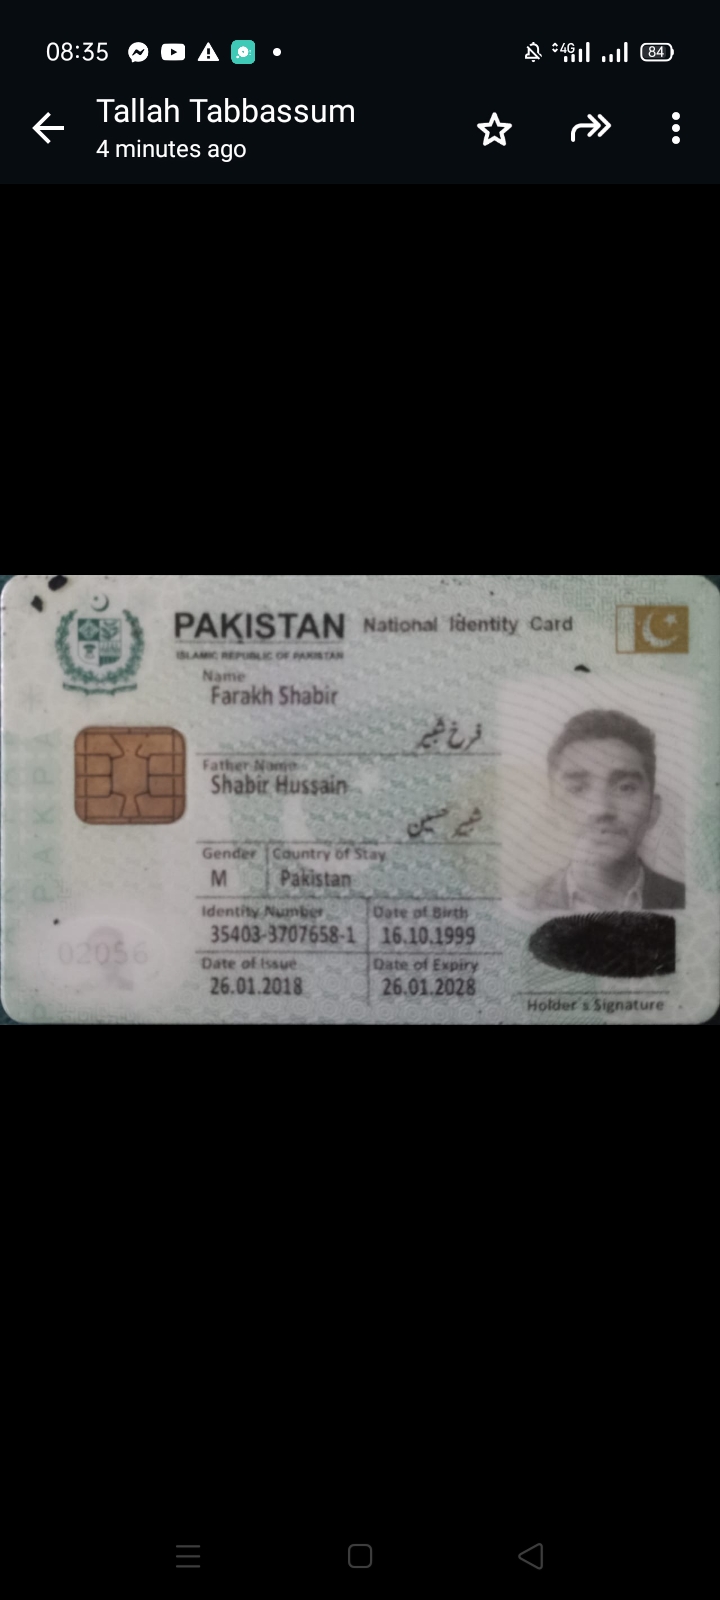 08:35
4G
84
Tallah Tabbassum
4 minutes ago
PAKISTAN National Identity Card
ISLAMIC REPUBLIC OF PAKISTAN
Name
Farakh Shabir
فرخ شبیر
Father Name
Shabir Hussain
شبیر حسین
Gender Country of Stay
M Pakistan
Identity Number Date of Birth
35403-3707658-1 16.10.1999
Date of Issue Date of Expiry
26.01.2018 26.01.2028
02056
Holder's Signature